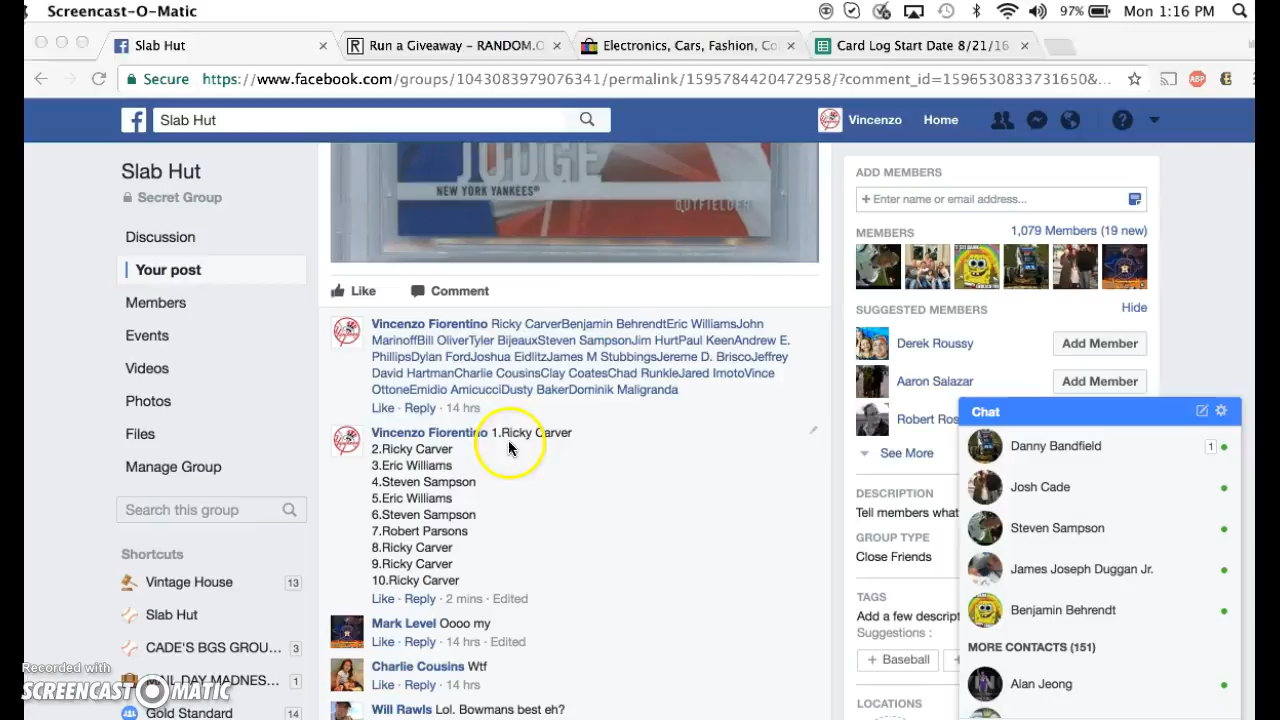 Screencast-O-Matic
97% Mon 1:16 PM
Slab Hut
Run a Giveaway – RANDOM.O
Electronics, Cars, Fashion, Co
Card Log Start Date 8/21/16
Secure https://www.facebook.com/groups/1043083979076341/permalink/1595784420472958/?comment_id=1596530833731650&...
ABP
Slab Hut
Vincenzo
Home
Slab Hut
Secret Group
Discussion
Your post
Members
Events
Videos
Photos
Files
Manage Group
Search this group
Shortcuts
Vintage House 13
Slab Hut
CADE'S BGS GROU... 3
MAIL DAY MADNES... 1
Gold Standard 14
Recorded with
SCREENCAST O MATIC
JUDGE
NEW YORK YANKEES®
OUTFIELDER
Like Comment
Vincenzo Fiorentino Ricky CarverBenjamin BehrendtEric WilliamsJohn
MarinoffBill OliverTyler BijeauxSteven SampsonJim HurtPaul KeenAndrew E.
PhillipsDylan FordJoshua EidlitzJames M StubbingsJereme D. BriscoJeffrey
David HartmanCharlie CousinsClay CoatesChad RunkleJared ImotoVince
OttoneEmidio AmicucciDusty BakerDominik Maligranda
Like · Reply · 14 hrs
Vincenzo Fiorentino 1.Ricky Carver
2.Ricky Carver
3.Eric Williams
4.Steven Sampson
5.Eric Williams
6.Steven Sampson
7.Robert Parsons
8.Ricky Carver
9.Ricky Carver
10.Ricky Carver
Like · Reply · 2 mins · Edited
Mark Level Oooo my
Like · Reply · 14 hrs · Edited
Charlie Cousins Wtf
Like · Reply · 14 hrs
Will Rawls Lol. Bowmans best eh?
ADD MEMBERS
+ Enter name or email address...
MEMBERS 1,079 Members (19 new)
SUGGESTED MEMBERS Hide
Derek Roussy Add Member
Aaron Salazar Add Member
Robert Ros
See More
DESCRIPTION
Tell members what
GROUP TYPE
Close Friends
TAGS
Add a few descript
Suggestions :
+ Baseball +
LOCATIONS
Chat
Danny Bandfield 1
Josh Cade
Steven Sampson
James Joseph Duggan Jr.
Benjamin Behrendt
MORE CONTACTS (151)
Alan Jeong